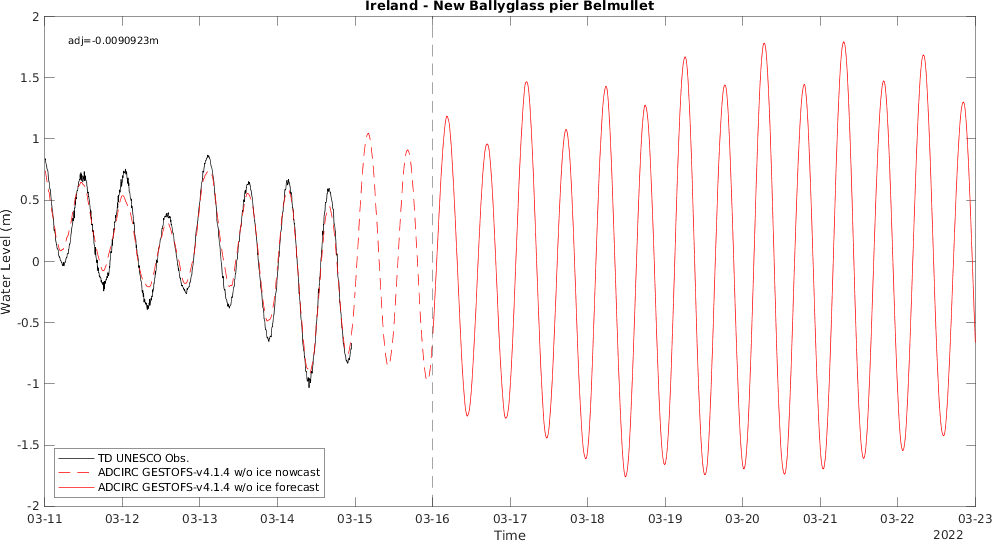 Ireland - New Ballyglass pier Belmullet
adj=-0.0090923m
2
1.5
1
0.5
0
-0.5
-1
-1.5
-2
Water Level (m)
TD UNESCO Obs.
ADCIRC GESTOFS-v4.1.4 w/o ice nowcast
ADCIRC GESTOFS-v4.1.4 w/o ice forecast
03-11 03-12 03-13 03-14 03-15 03-16 03-17 03-18 03-19 03-20 03-21 03-22 03-23
Time
2022